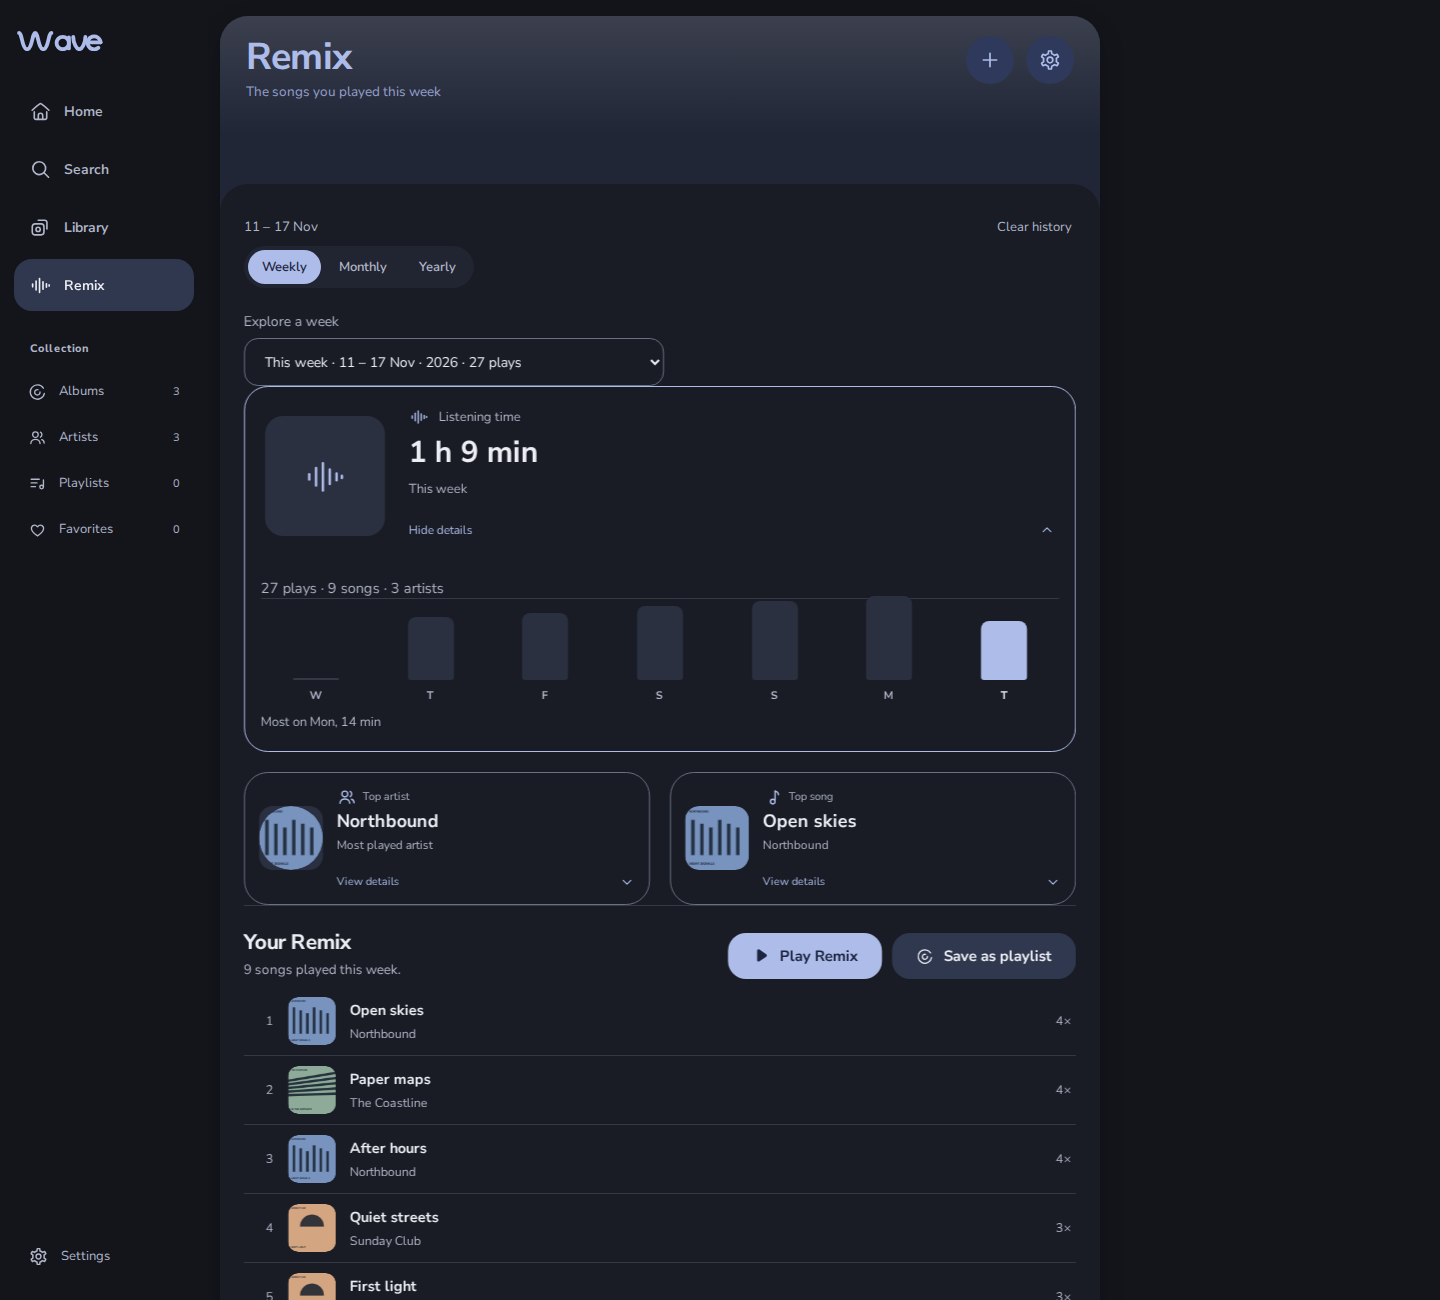 Wave
Home
Search
Library
Remix
Collection
Albums 3
Artists 3
Playlists 0
Favorites 0
Settings
Remix
The songs you played this week
11 – 17 Nov
Clear history
Weekly Monthly Yearly
Explore a week
This week · 11 – 17 Nov · 2026 · 27 plays
Listening time
1 h 9 min
This week
Hide details
27 plays · 9 songs · 3 artists
W T F S S M T
Most on Mon, 14 min
Top artist
Northbound
Most played artist
View details
Top song
Open skies
Northbound
View details
Your Remix
9 songs played this week.
Play Remix
Save as playlist
1 Open skies 4×
Northbound
2 Paper maps 4×
The Coastline
3 After hours 4×
Northbound
4 Quiet streets 3×
Sunday Club
5 First light 3×